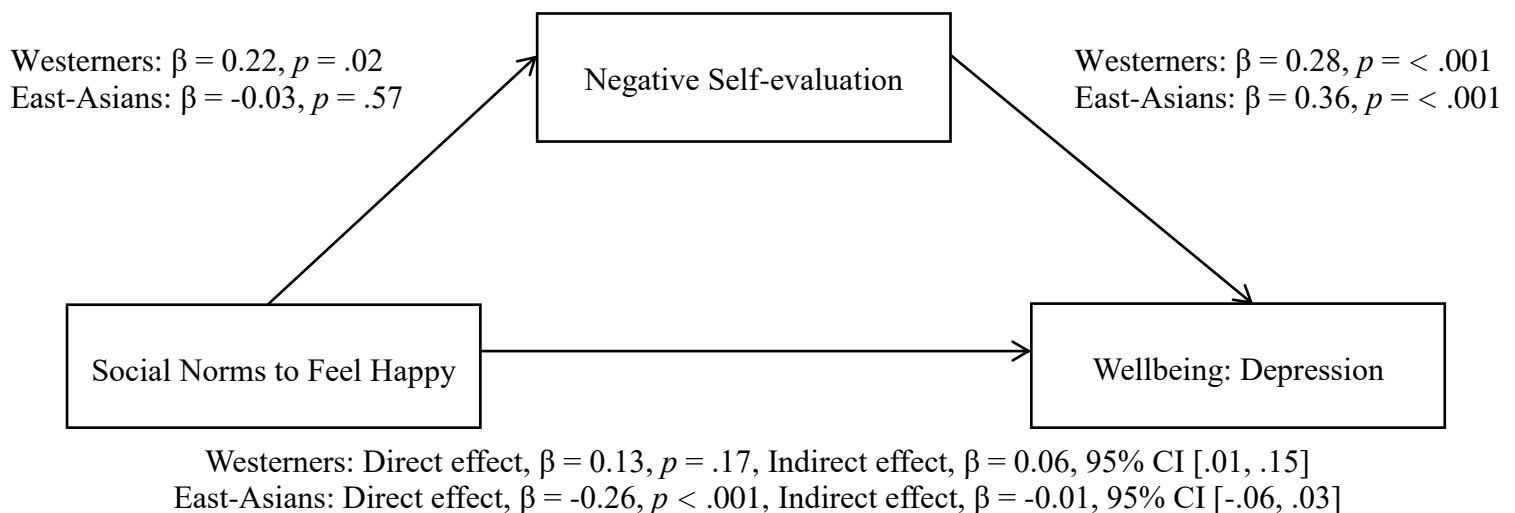 Westerners: β = 0.22, p = .02
East-Asians: β = -0.03, p = .57
Negative Self-evaluation
Westerners: β = 0.28, p = < .001
East-Asians: β = 0.36, p = < .001
Social Norms to Feel Happy
Wellbeing: Depression
Westerners: Direct effect, β = 0.13, p = .17, Indirect effect, β = 0.06, 95% CI [.01, .15]
East-Asians: Direct effect, β = -0.26, p < .001, Indirect effect, β = -0.01, 95% CI [-.06, .03]